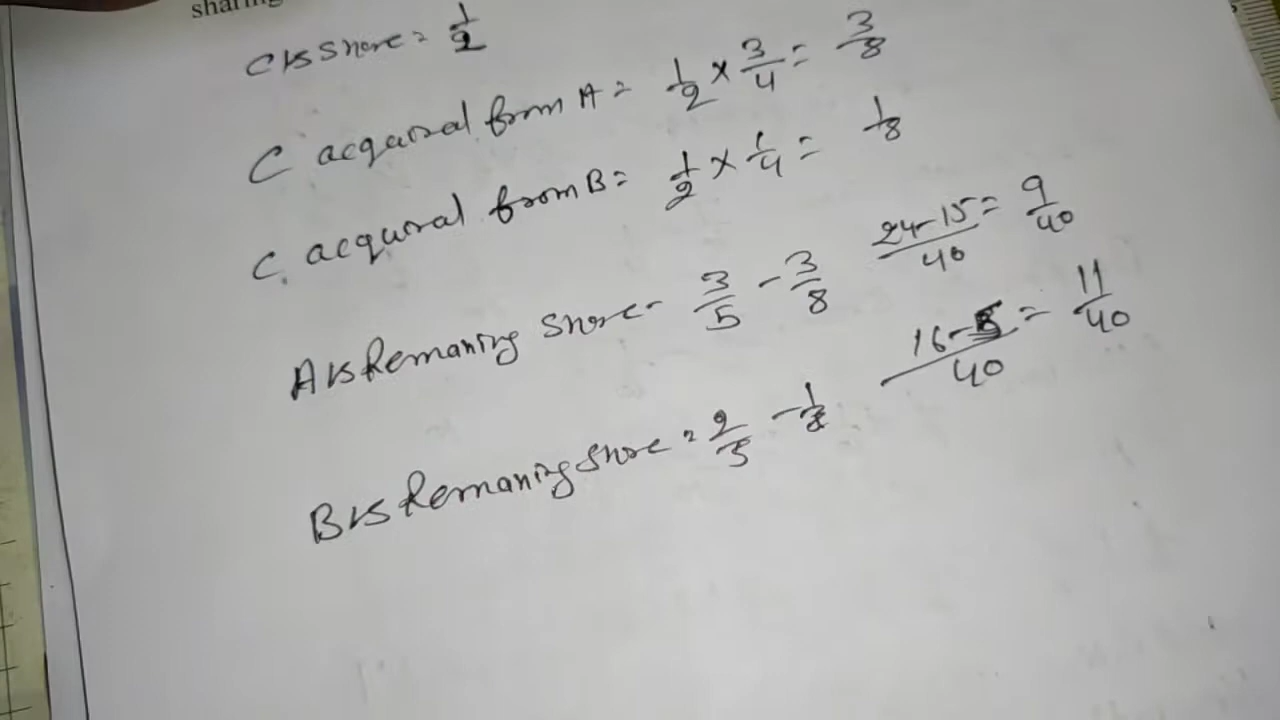 sharing
C's Share = 1/2
C acquired from A = 1/2 × 3/4 = 3/8
C. acquired from B = 1/2 × 1/4 = 1/8
A's Remaning Share - 3/5 - 3/8 24-15/40 = 9/40
B's Remaning Share = 2/5 - 1/8 16-5/40 = 11/40